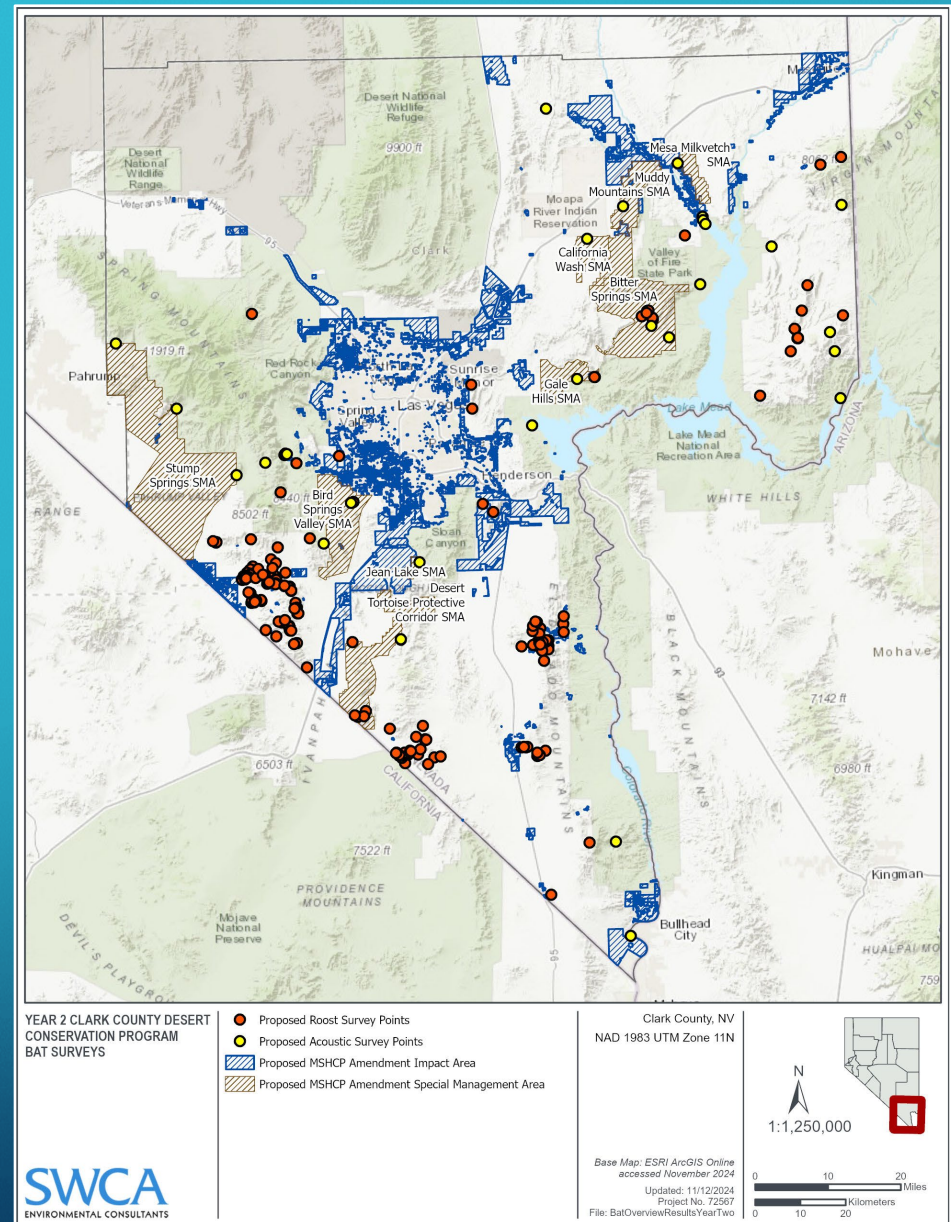 Desert National
Wildlife
Refuge
9900 ft
Desert
National
Wildlife
Range
Mesa Milkvetch
SMA
Muddy
Mountains SMA
Moapa
River Indian
Reservation
95
Clark
California
Wash SMA
Valley
of Fire
State Park
Bitter
Springs SMA
SPRING MOUNTAINS
1919 ft
Pahrump
Red Rock
Canyon
Sunrise
Manor
Las Vegas
Spring
Valley
Gale
Hills SMA
Lake Mead
Lake Mead
National
Recreation Area
ARIZONA
Henderson
WHITE HILLS
Stump
Springs SMA
PAHRUMP VALLEY
RANGE
8502 ft
Bird
Springs
Valley SMA
Sloan
Canyon
Jean Lake SMA
Desert
Tortoise Protective
Corridor SMA
BLACK MOUNTAINS
93
Mohave
7142 ft
6503 ft
CALIFORNIA
6980 ft
Colorado River
7522 ft
PROVIDENCE
MOUNTAINS
Mojave
National
Preserve
95
Kingman
Bullhead
City
YEAR 2 CLARK COUNTY DESERT
CONSERVATION PROGRAM
BAT SURVEYS
Proposed Roost Survey Points
Proposed Acoustic Survey Points
Proposed MSHCP Amendment Impact Area
Proposed MSHCP Amendment Special Management Area
Clark County, NV
NAD 1983 UTM Zone 11N
Base Map: ESRI ArcGIS Online
accessed November 2024
Updated: 11/12/2024
Project No. 72567
File: BatOverviewResultsYearTwo
N
1:1,250,000
0 10 20
Miles
Kilometers
0 10 20
SWCA
ENVIRONMENTAL CONSULTANTS